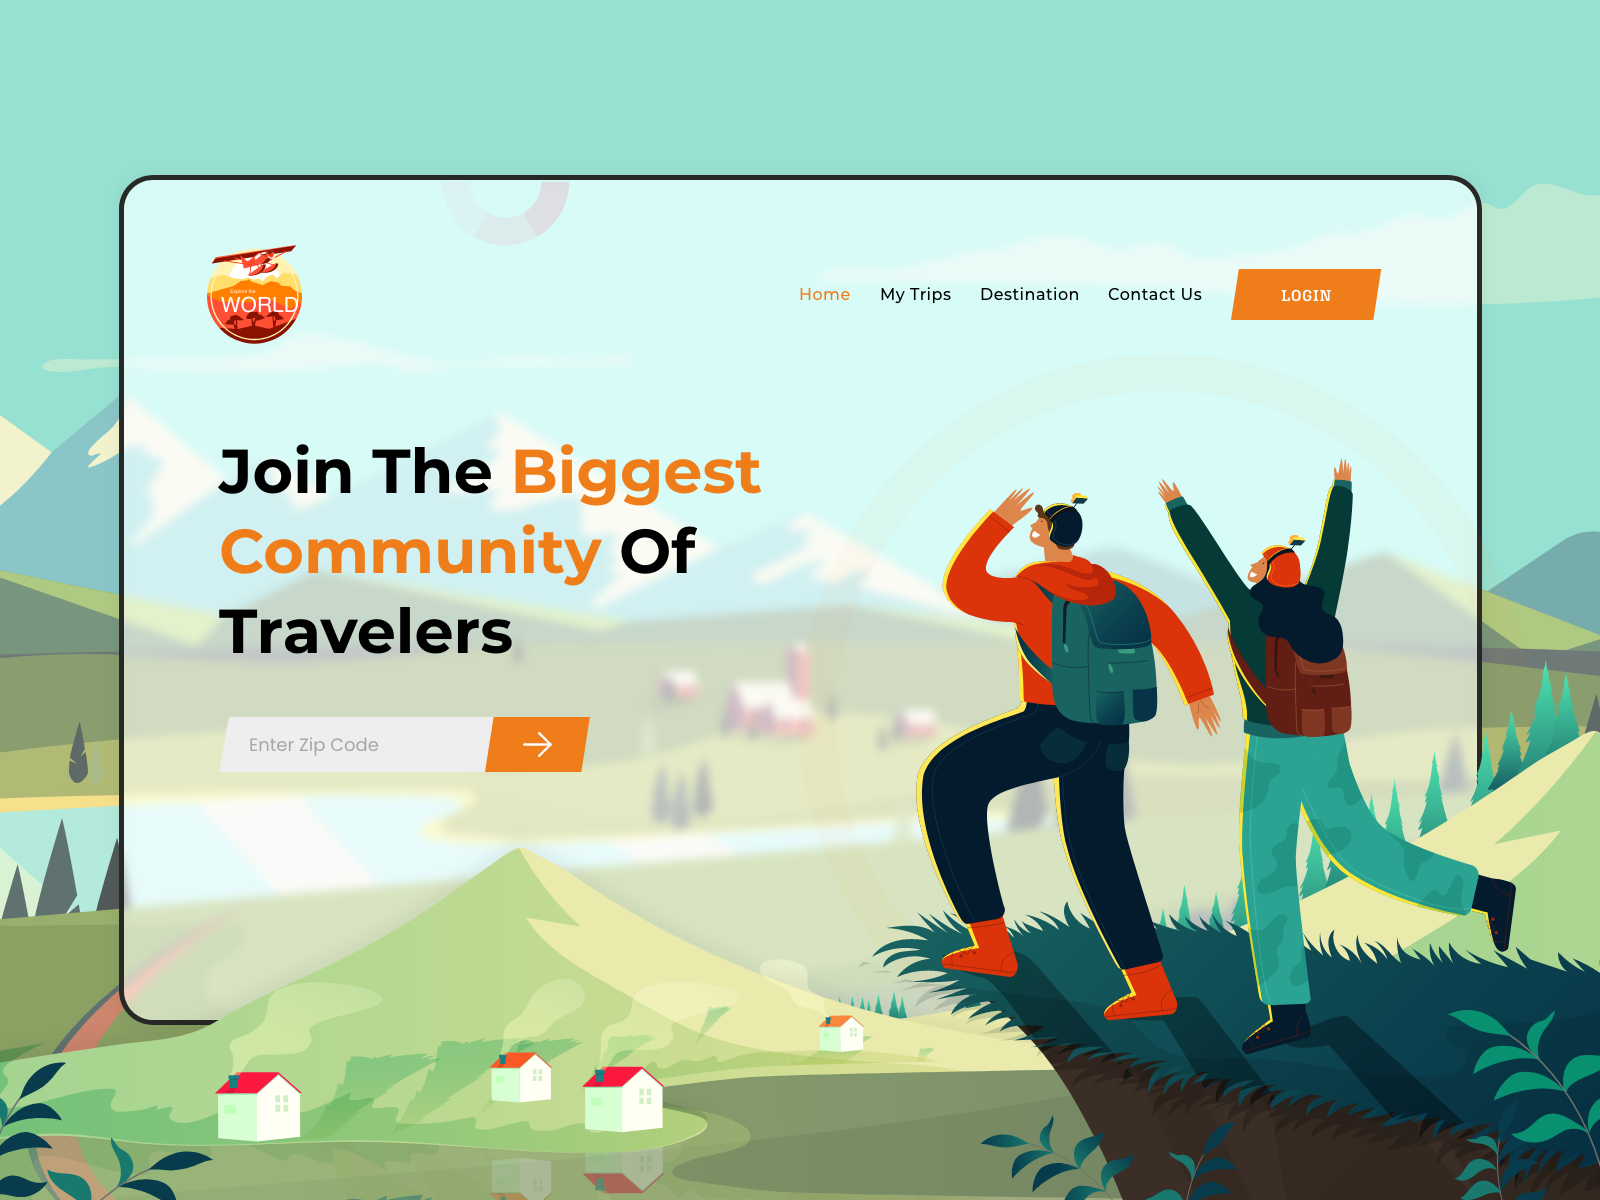 Explore the
WORLD
Home My Trips Destination Contact Us LOGIN
Join The Biggest
Community Of
Travelers
Enter Zip Code